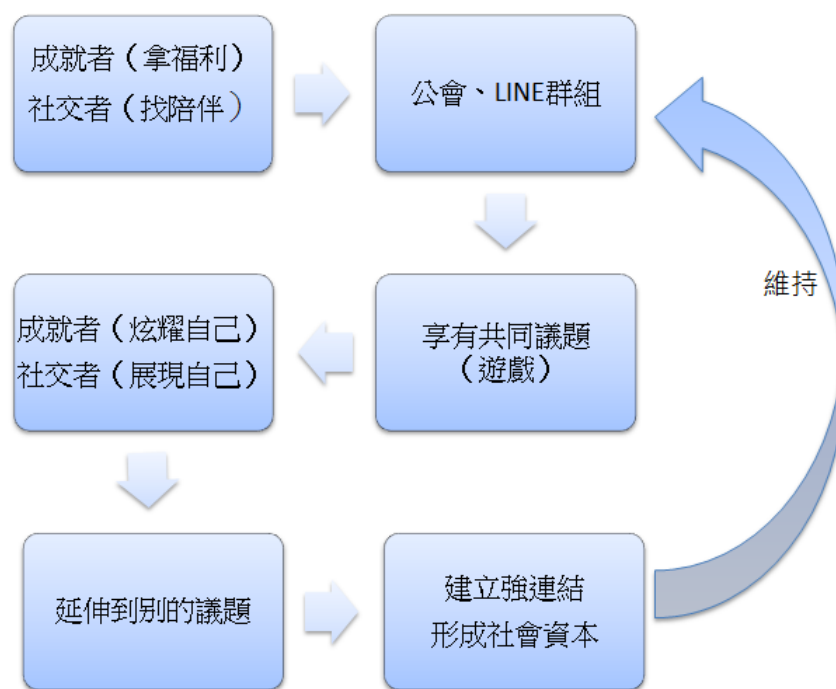 成就者（拿福利）
社交者（找陪伴）
公會、LINE群組
享有共同議題
（遊戲）
成就者（炫耀自己）
社交者（展現自己）
延伸到別的議題
建立強連結
形成社會資本
維持